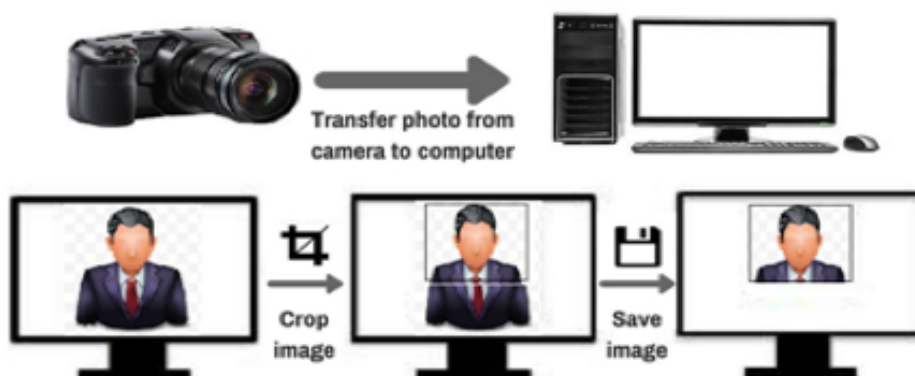 Transfer photo from
camera to computer
Crop
image
Save
image